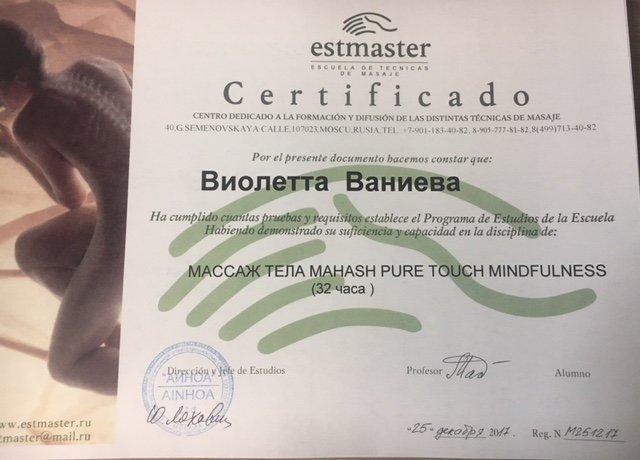 estmaster
ESCUELA DE TECNICAS
DE MASAJE
Certificado
CENTRO DEDICADO A LA FORMACIÓN Y DIFUSIÓN DE LAS DISTINTAS TÉCNICAS DE MASAJE
40,G.SEMENOVSKAYA CALLE,107023,MOSCU,RUSIA,TEL. +7-901-183-40-82, 8-905-777-81-82,8(499)713-40-82
Por el presente documento hacemos constar que:
Виолетта Ваниева
Ha cumplido cuantas pruebas y requisitos establece el Programa de Estudios de la Escuela
Habiendo demostrado su suficiencia y capacidad en la disciplina de:
МАССАЖ ТЕЛА MAHASH PURE TOUCH MINDFULNESS
(32 часа )
Dirección y Jefe de Estudios Profesor Alumno
"АЙНОА"
AINHOA
www.estmaster.ru
tmaster@mail.ru
"25" декабря 2017г. Reg. N M251217